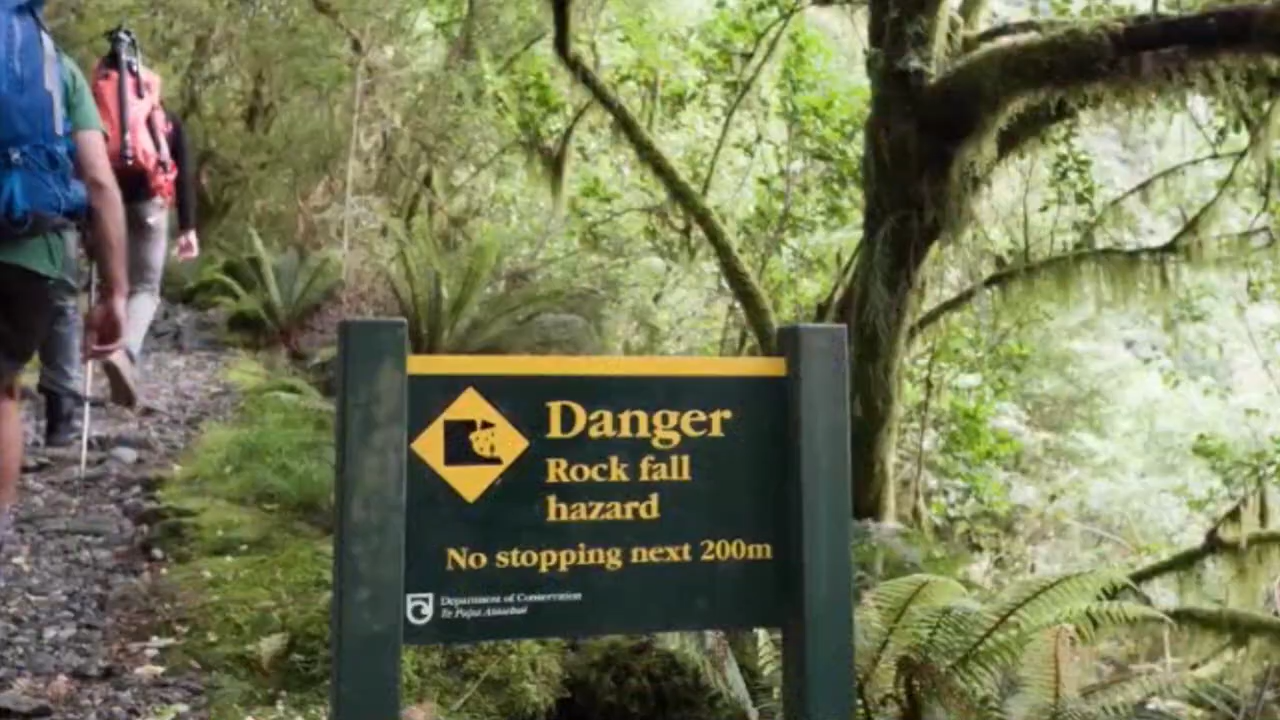 Danger
Rock fall
hazard
No stopping next 200m
Department of Conservation
Te Papa Atawhai